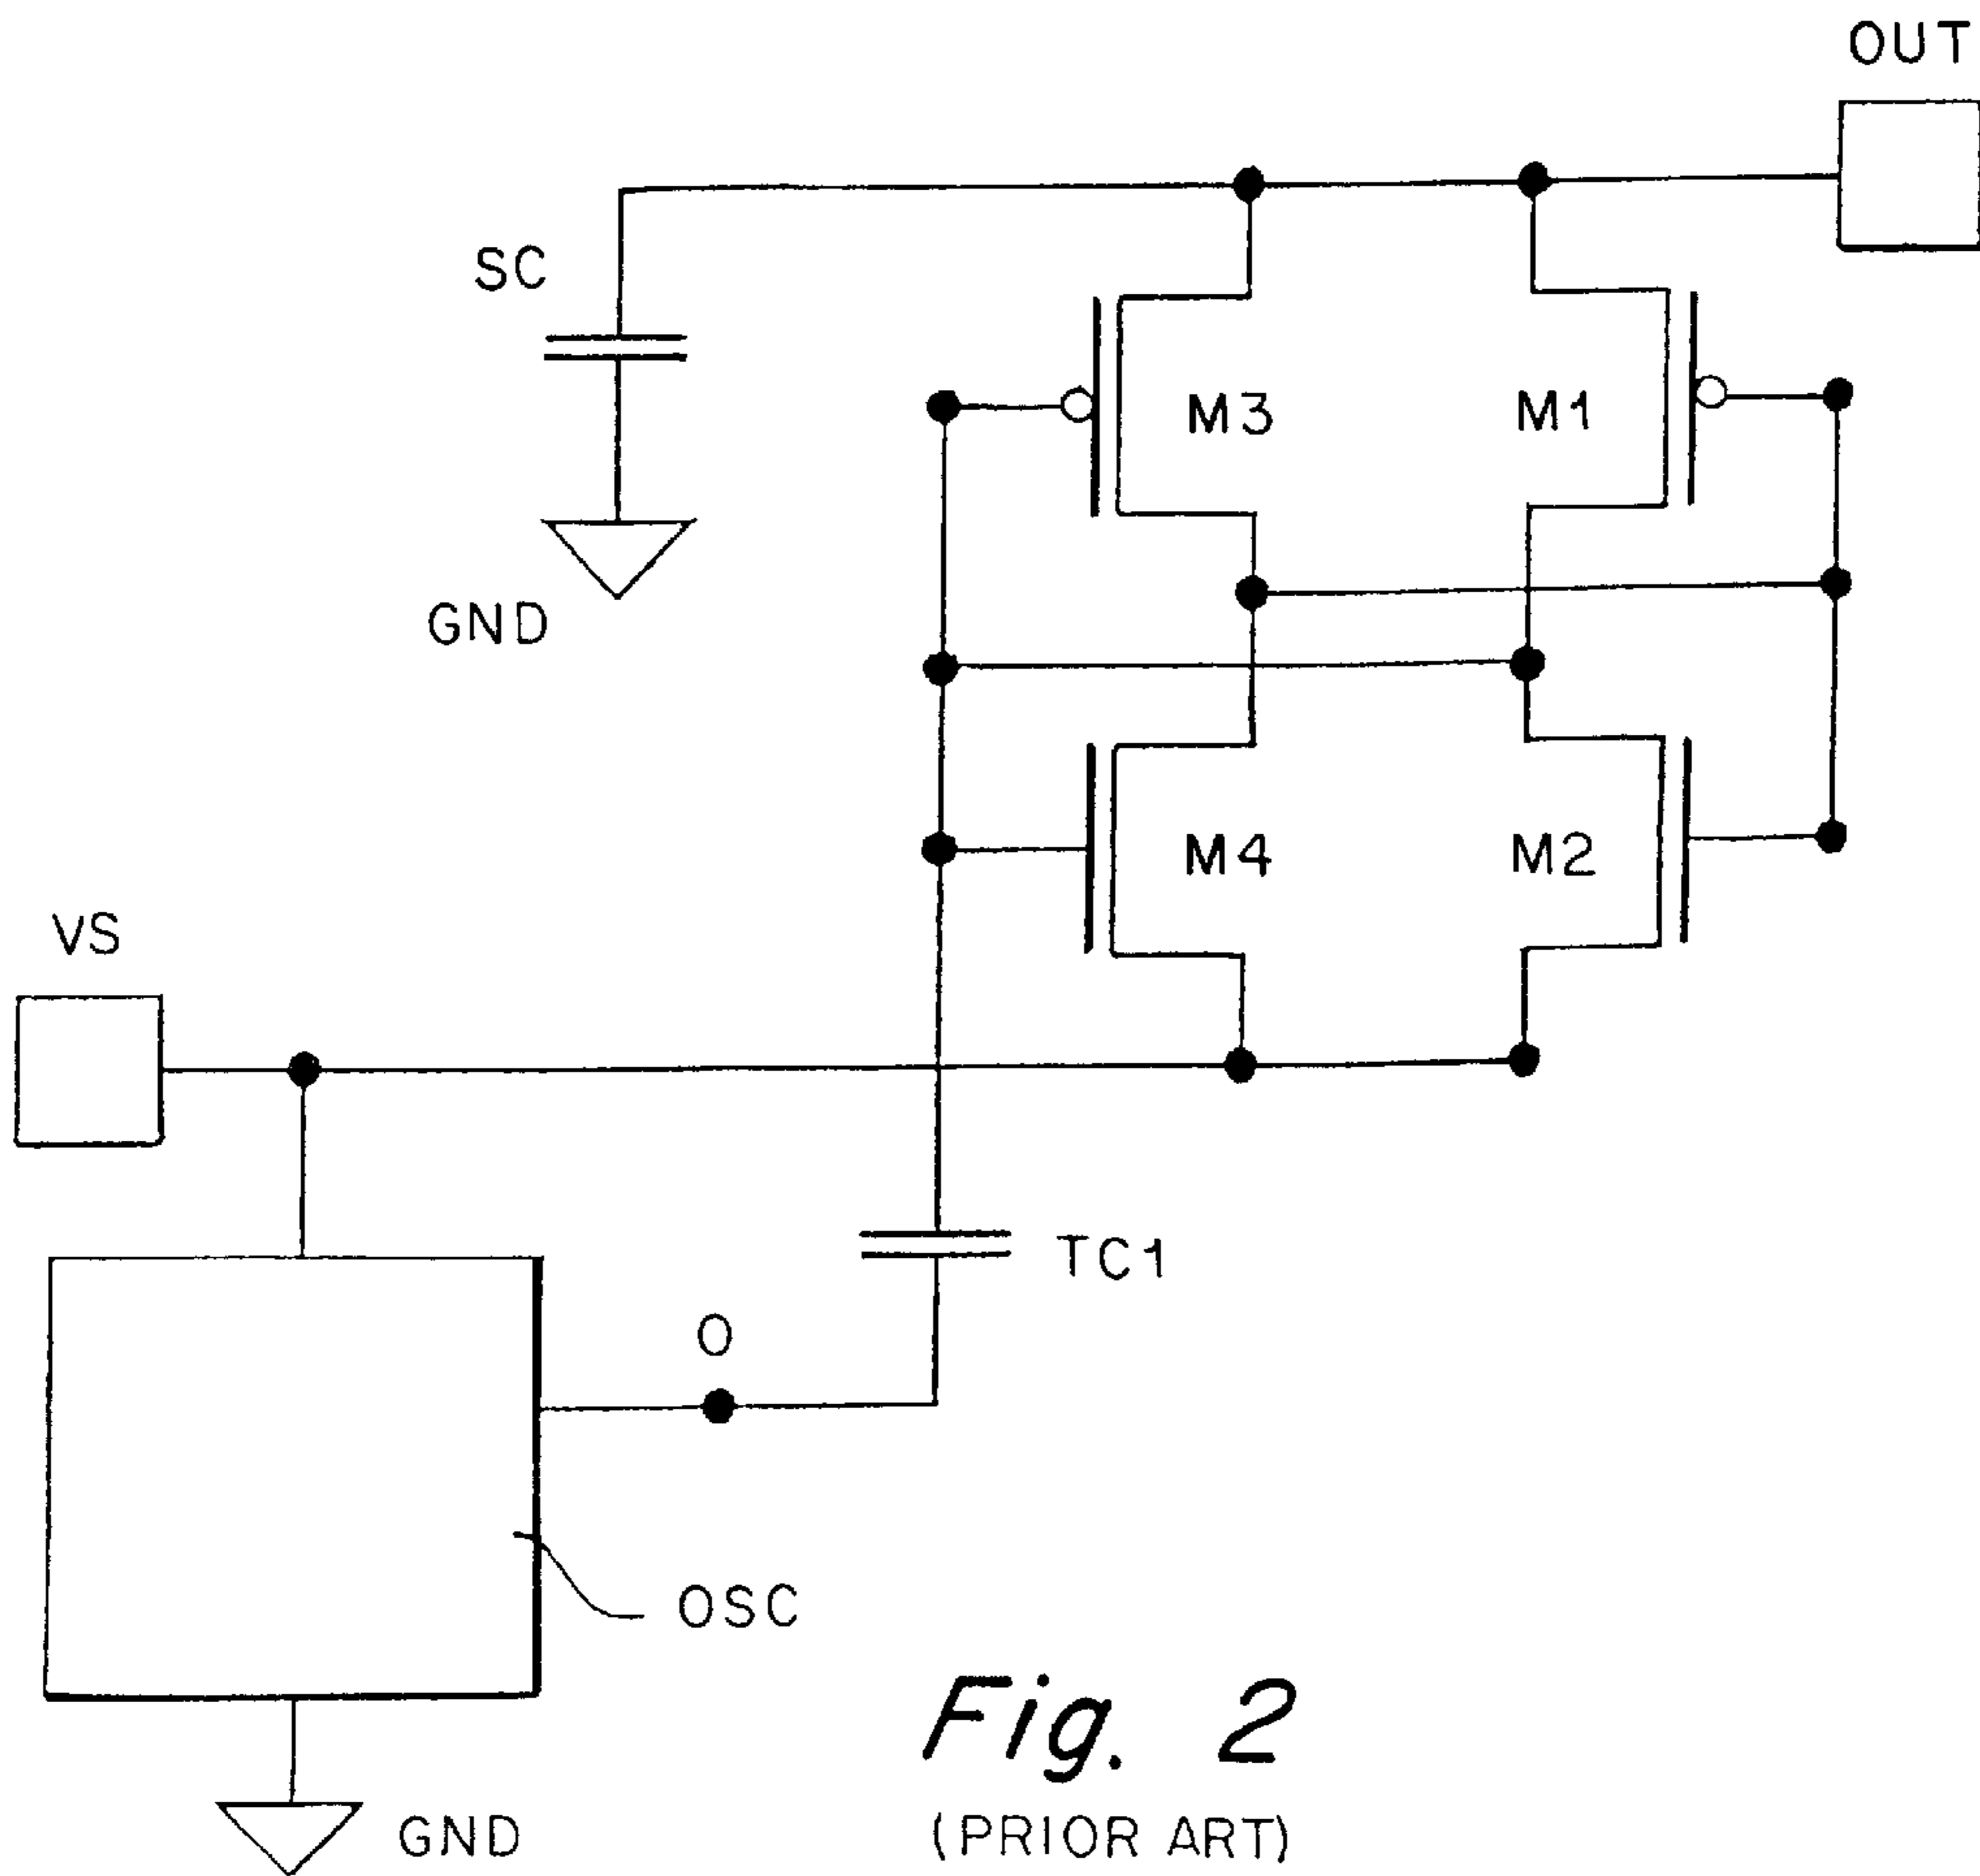 OUT
SC
M3
M1
GND
M4
M2
VS
TC1
O
OSC
Fig. 2
GND
(PRIOR ART)